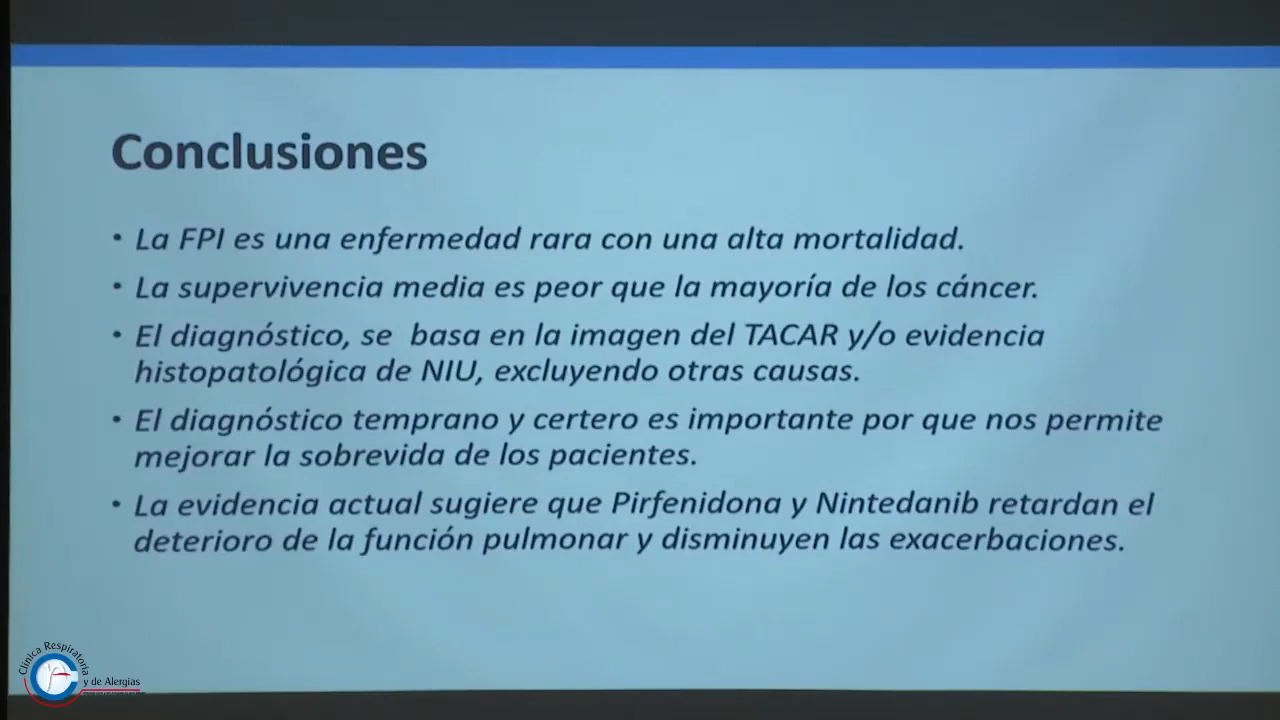 Conclusiones
• La FPI es una enfermedad rara con una alta mortalidad.
• La supervivencia media es peor que la mayoría de los cáncer.
• El diagnóstico, se  basa en la imagen del TACAR y/o evidencia
histopatológica de NIU, excluyendo otras causas.
• El diagnóstico temprano y certero es importante por que nos permite
mejorar la sobrevida de los pacientes.
• La evidencia actual sugiere que Pirfenidona y Nintedanib retardan el
deterioro de la función pulmonar y disminuyen las exacerbaciones.
Clínica Respiratoria
y de Alergias